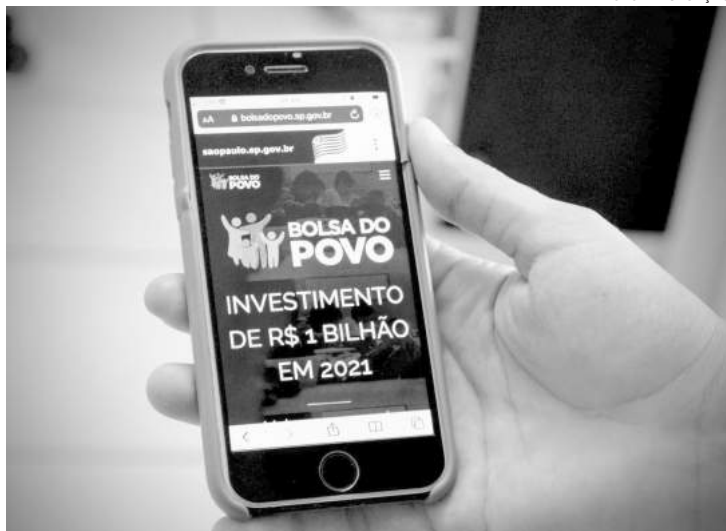 AA bolsadopovo.sp.gov.br
saopaulo.sp.gov.br
BOLSA DO
POVO
BOLSA DO
POVO
INVESTIMENTO
DE R$ 1 BILHÃO
EM 2021